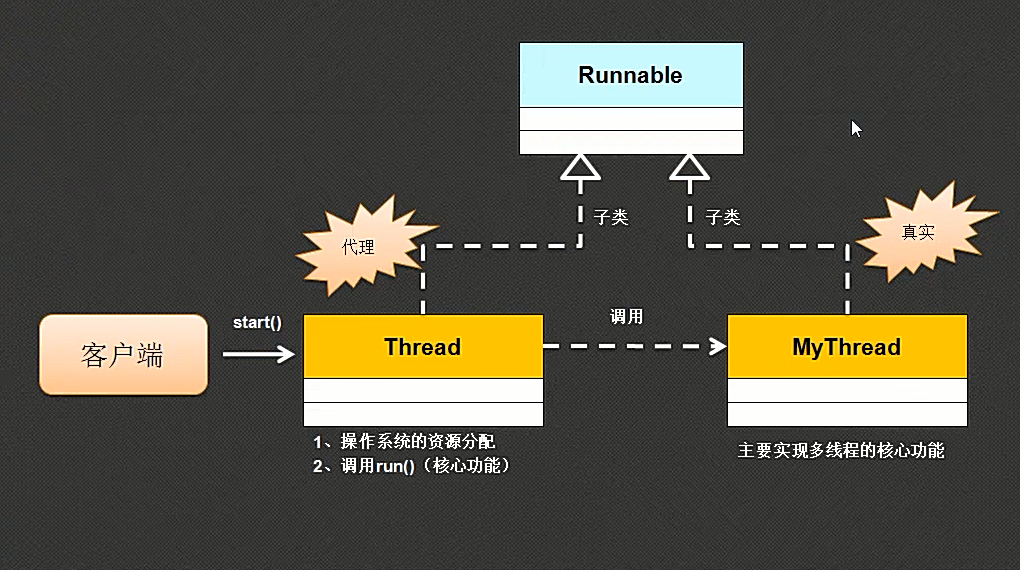 Runnable
子类
子类
代理
真实
start()
调用
客户端
Thread
MyThread
1、操作系统的资源分配
2、调用run()（核心功能）
主要实现多线程的核心功能